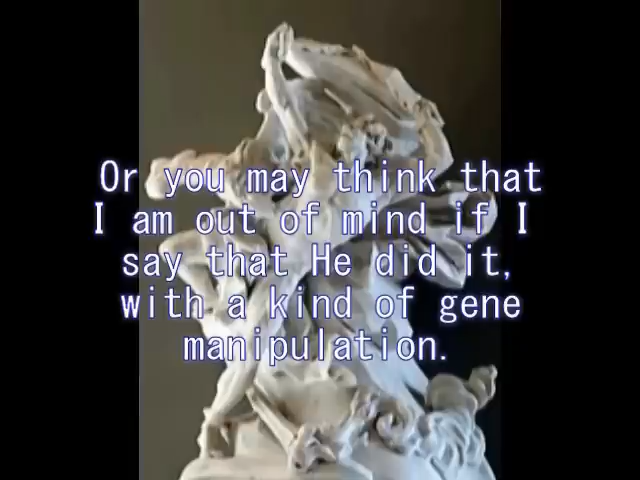 Or you may think that
I am out of mind if I
say that He did it,
with a kind of gene
manipulation.